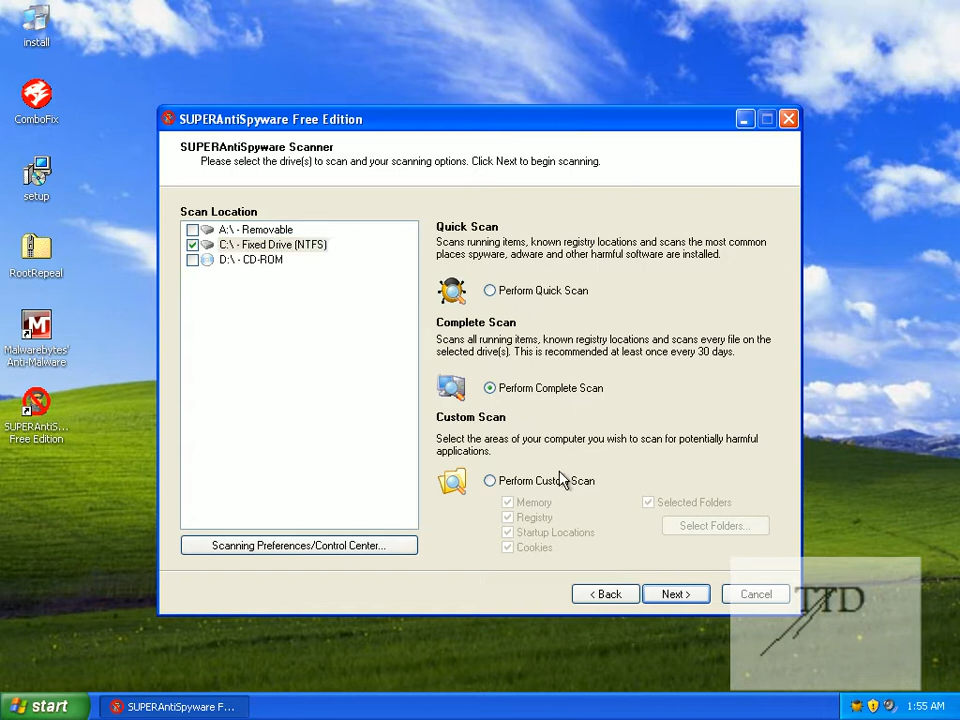 install
ComboFix
setup
RootRepeal
Malwarebytes'
Anti-Malware
SUPERAntiS...
Free Edition
SUPERAntiSpyware Free Edition
SUPERAntiSpyware Scanner
Please select the drive(s) to scan and your scanning options. Click Next to begin scanning.
Scan Location
A:\ - Removable
C:\ - Fixed Drive (NTFS)
D:\ - CD-ROM
Scanning Preferences/Control Center...
Quick Scan
Scans running items, known registry locations and scans the most common
places spyware, adware and other harmful software are installed.
Perform Quick Scan
Complete Scan
Scans all running items, known registry locations and scans every file on the
selected drive(s). This is recommended at least once every 30 days.
Perform Complete Scan
Custom Scan
Select the areas of your computer you wish to scan for potentially harmful
applications.
Perform Custom Scan
Memory
Registry
Startup Locations
Cookies
Selected Folders
Select Folders...
< Back
Next >
Cancel
TTD
start
SUPERAntiSpyware F...
1:55 AM